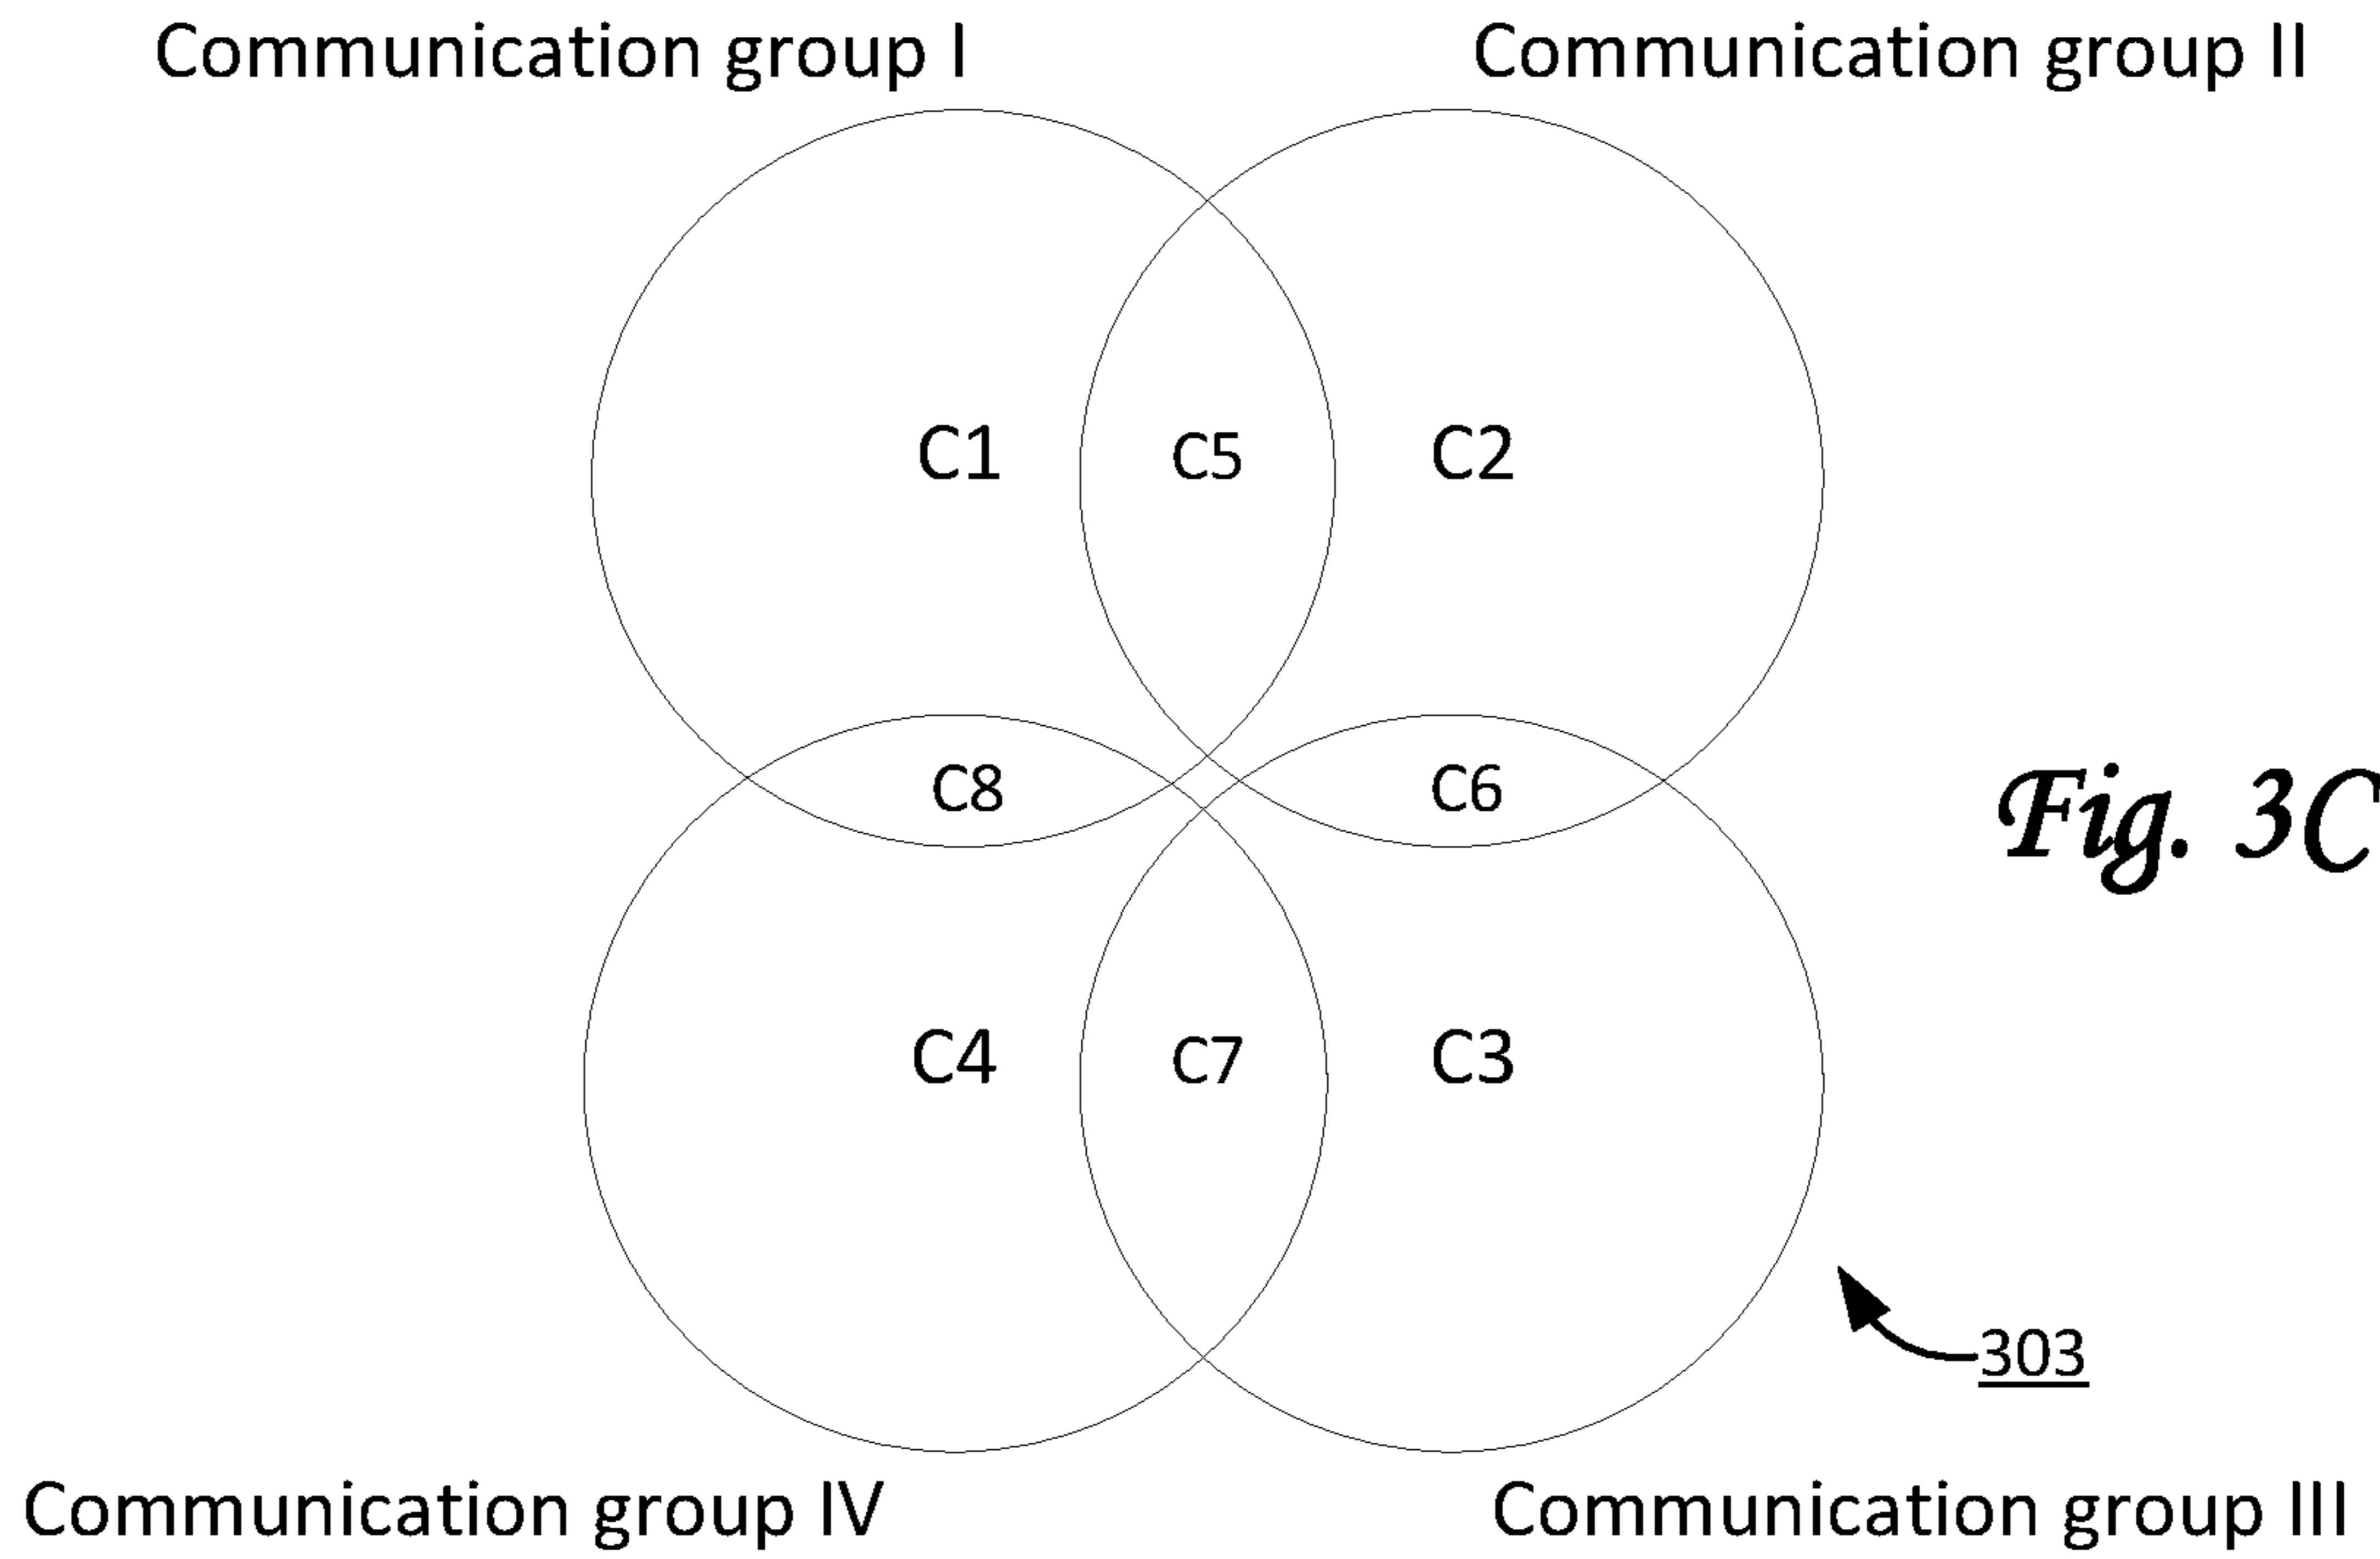 Communication group I
Communication group II
C1
C5
C2
C8
C6
Fig. 3C
C4
C7
C3
303
Communication group IV
Communication group III